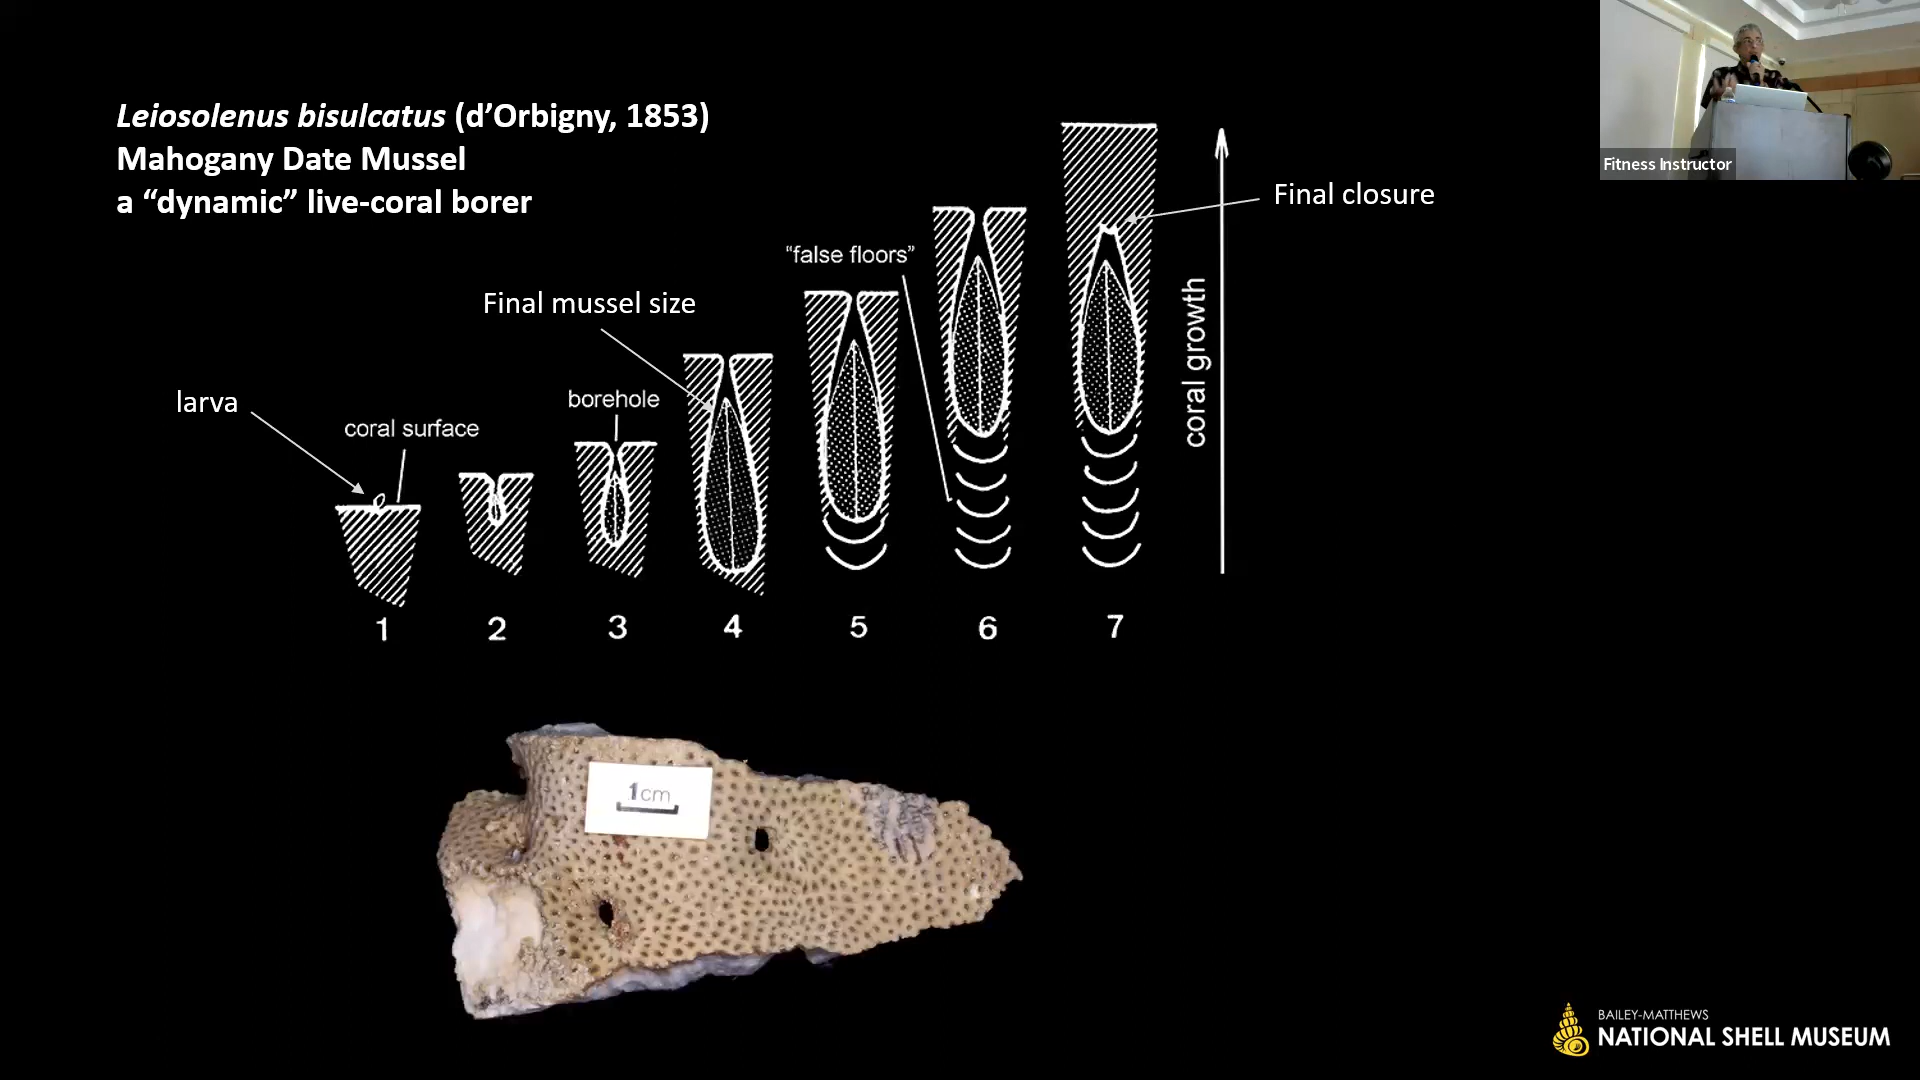 Leiosolenus bisulcatus (d’Orbigny, 1853)
Mahogany Date Mussel
a “dynamic” live-coral borer
Fitness Instructor
Final closure
“false floors”
Final mussel size
coral growth
larva
borehole
coral surface
1 2 3 4 5 6 7
1cm
BAILEY-MATTHEWS
NATIONAL SHELL MUSEUM